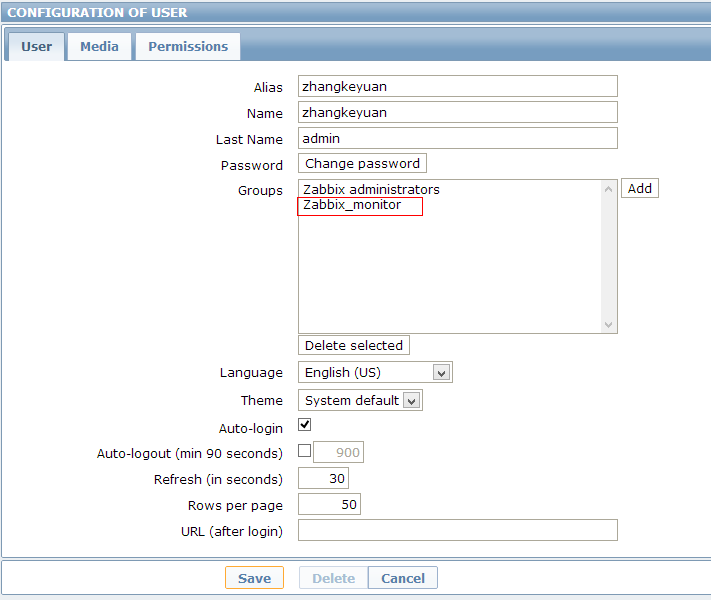 CONFIGURATION OF USER
User Media Permissions
Alias zhangkeyuan
Name zhangkeyuan
Last Name admin
Password Change password
Groups Zabbix administrators Add
Zabbix_monitor
Delete selected
Language English (US)
Theme System default
Auto-login
Auto-logout (min 90 seconds) 900
Refresh (in seconds) 30
Rows per page 50
URL (after login)
Save Delete Cancel